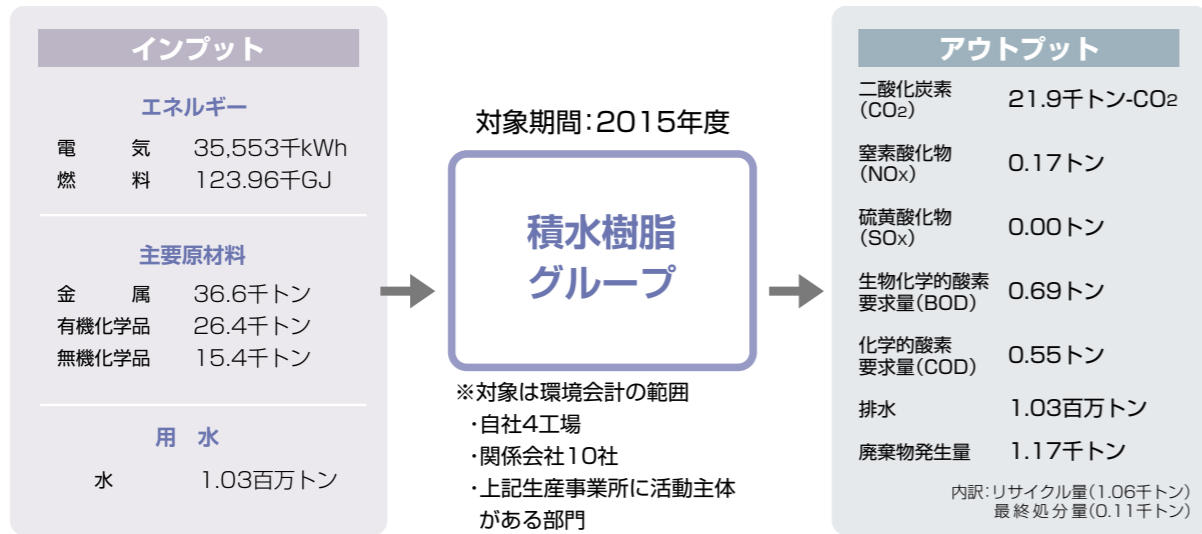 インプット
エネルギー
電気 35,553千kWh
燃料 123.96千GJ
主要原材料
金属 36.6千トン
有機化学品 26.4千トン
無機化学品 15.4千トン
用水
水 1.03百万トン
対象期間:2015年度
積水樹脂
グループ
※対象は環境会計の範囲
・自社4工場
・関係会社10社
・上記生産事業所に活動主体
がある部門
アウトプット
二酸化炭素
(CO2) 21.9千トン-CO2
窒素酸化物
(NOx) 0.17トン
硫黄酸化物
(SOx) 0.00トン
生物化学的酸素
要求量(BOD) 0.69トン
化学的酸素
要求量(COD) 0.55トン
排水 1.03百万トン
廃棄物発生量 1.17千トン
内訳:リサイクル量(1.06千トン)
最終処分量(0.11千トン)